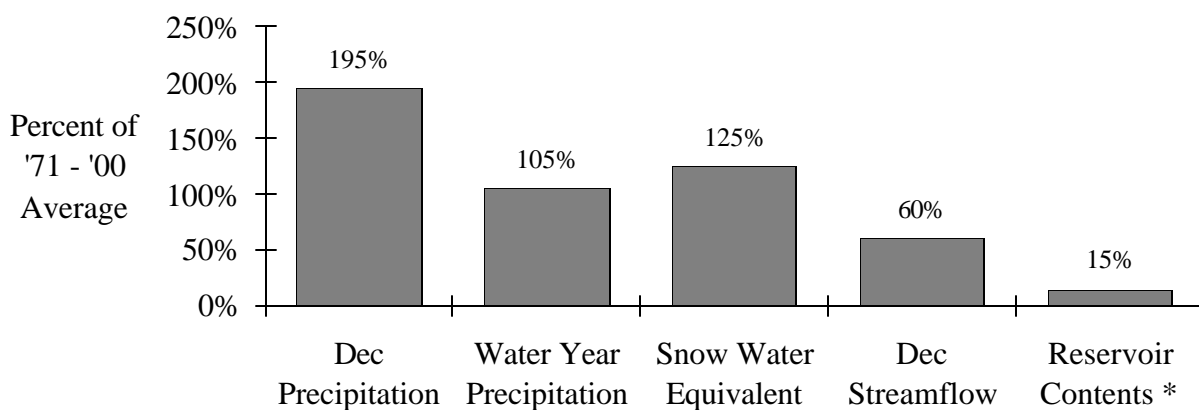 250%
200%
150%
100%
50%
0%
Percent of
'71 - '00
Average
195%
105%
125%
60%
15%
Dec
Precipitation
Water Year
Precipitation
Snow Water
Equivalent
Dec
Streamflow
Reservoir
Contents *